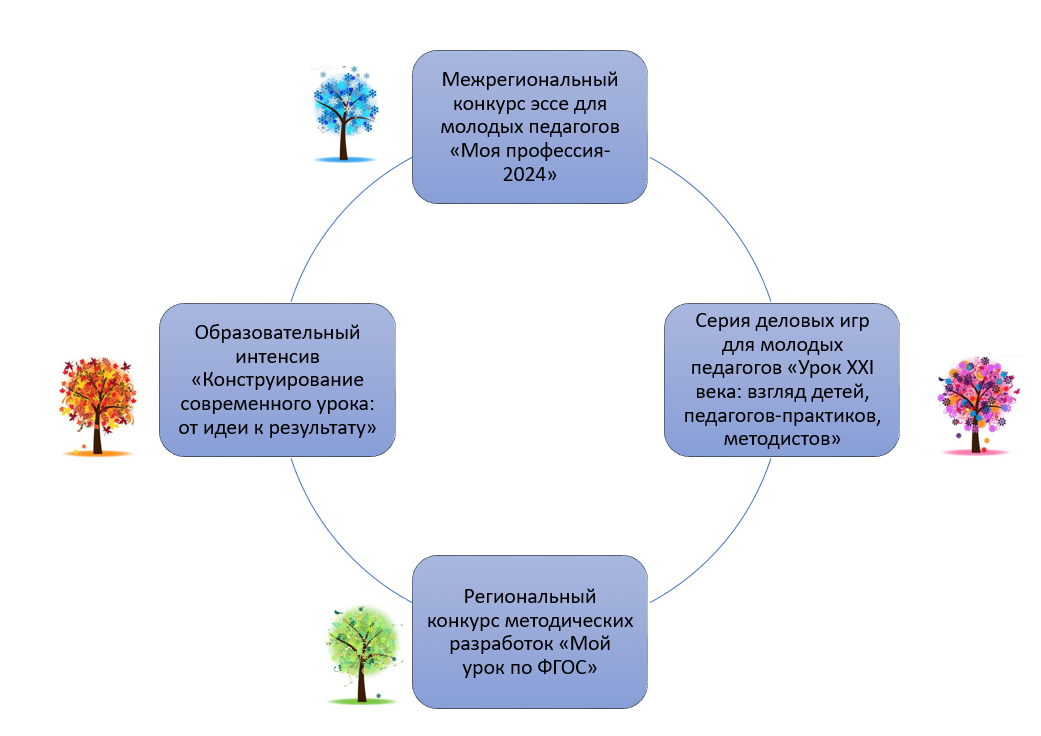 Межрегиональный
конкурс эссе для
молодых педагогов
«Моя профессия-
2024»
Серия деловых игр
для молодых
педагогов «Урок XXI
века: взгляд детей,
педагогов-практиков,
методистов»
Региональный
конкурс методических
разработок «Мой
урок по ФГОС»
Образовательный
интенсив
«Конструирование
современного урока:
от идеи к результату»